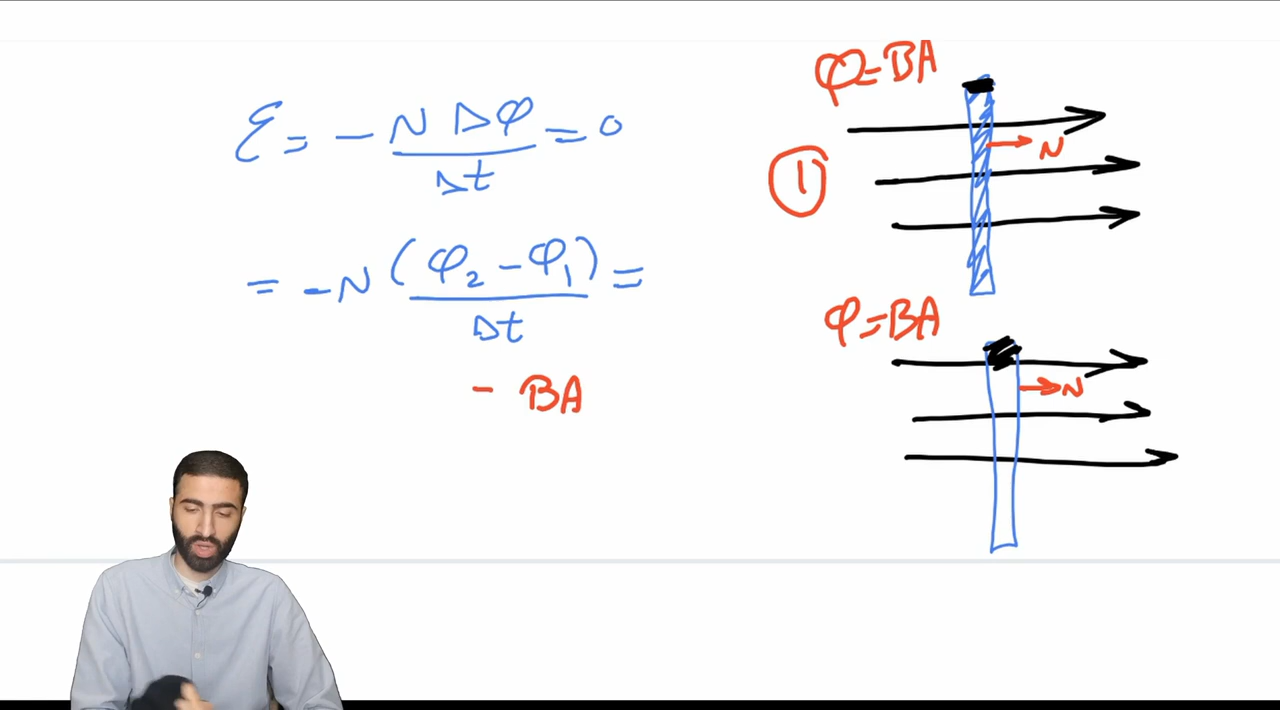 ε = - N Δφ / Δt = 0
= - N (φ₂ - φ₁) / Δt =
- BA
φ = BA
①
N
φ = BA
N